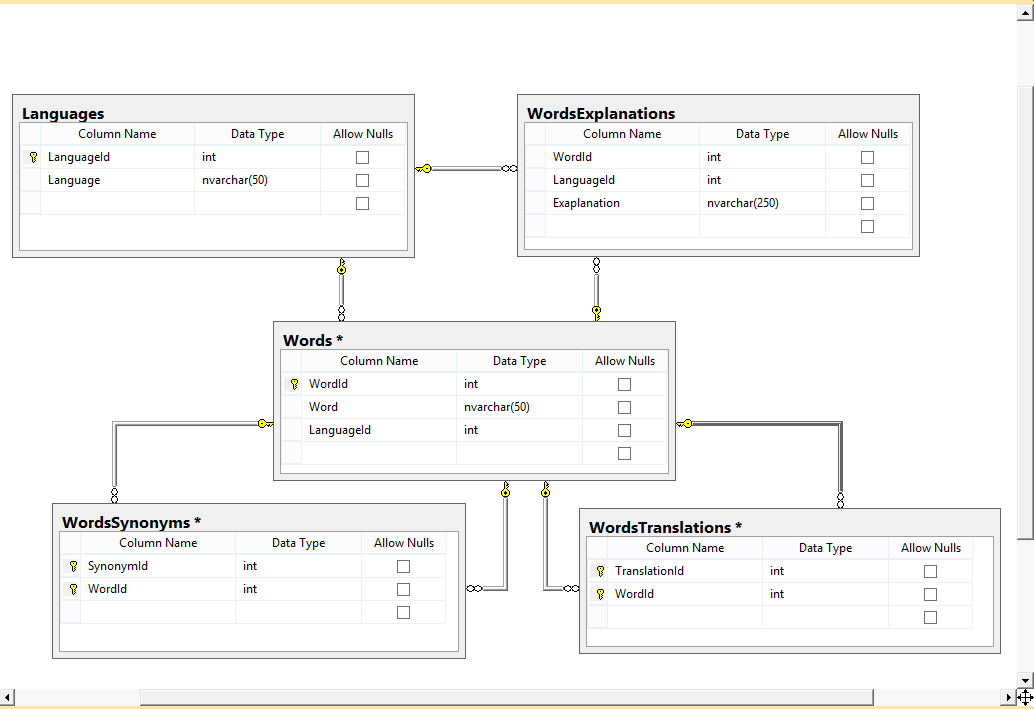 Languages
Column Name Data Type Allow Nulls
LanguageId int
Language nvarchar(50)
WordsExplanations
Column Name Data Type Allow Nulls
WordId int
LanguageId int
Exaplanation nvarchar(250)
Words *
Column Name Data Type Allow Nulls
WordId int
Word nvarchar(50)
LanguageId int
WordsSynonyms *
Column Name Data Type Allow Nulls
SynonymId int
WordId int
WordsTranslations *
Column Name Data Type Allow Nulls
TranslationId int
WordId int